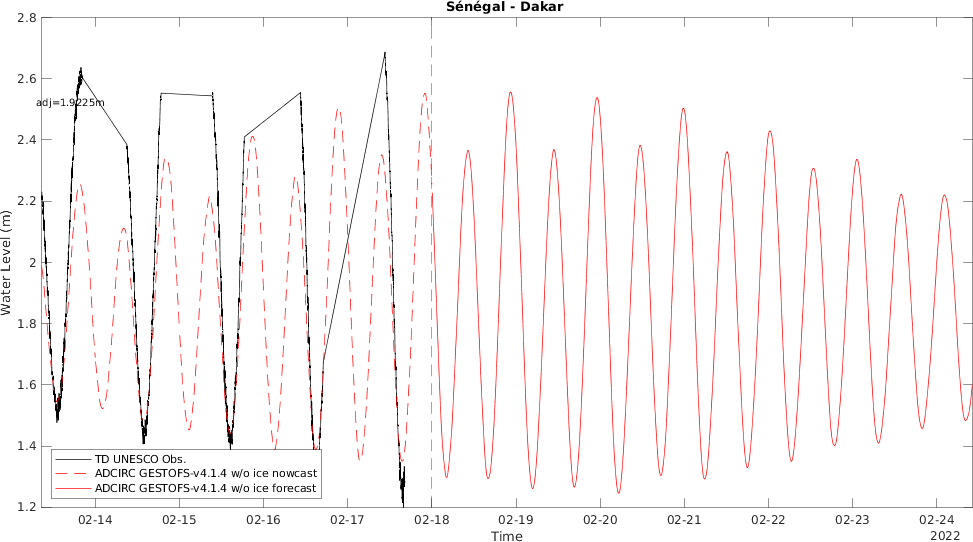 Sénégal - Dakar
2.8
2.6
2.4
2.2
2
1.8
1.6
1.4
1.2
Water Level (m)
adj=1.9225m
TD UNESCO Obs.
ADCIRC GESTOFS-v4.1.4 w/o ice nowcast
ADCIRC GESTOFS-v4.1.4 w/o ice forecast
02-14 02-15 02-16 02-17 02-18 02-19 02-20 02-21 02-22 02-23 02-24
Time
2022